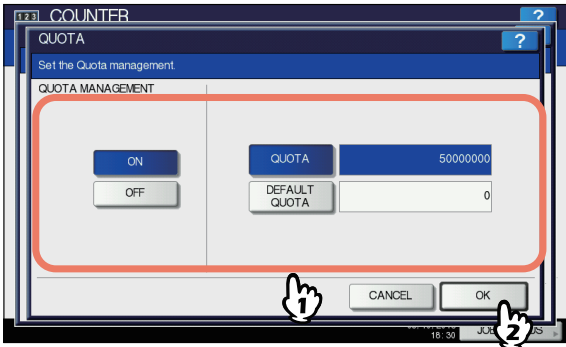 123 COUNTER ?
QUOTA ?
Set the Quota management.
QUOTA MANAGEMENT
ON
OFF
QUOTA 50000000
DEFAULT
QUOTA 0
1
CANCEL OK
2
18:30